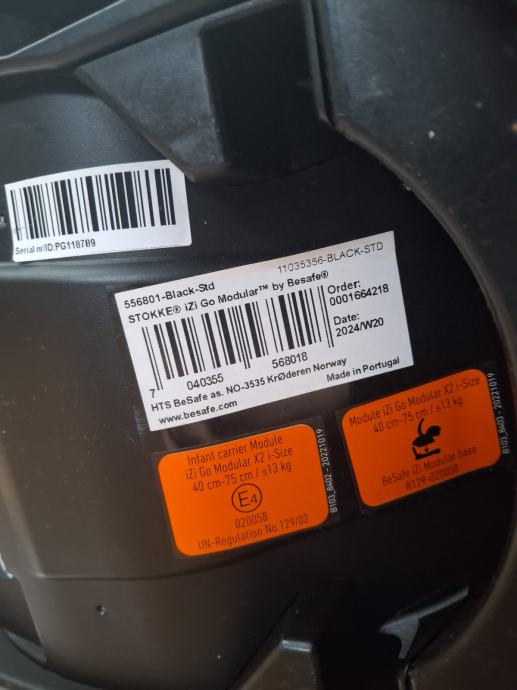 Serial nr/ID:PG118789
556801-Black-Std
11035356-BLACK-STD
STOKKE® iZi Go Modular™ by Besafe®
Order:
0001664218
Date:
2024/W20
7 040355 568018
HTS BeSafe as. NO-3535 KrØderen Norway
www.besafe.com
Made in Portugal
Infant carrier Module
iZi Go Modular X2 i-Size
40 cm-75 cm / ≤13 kg
E4
020058
UN-Regulation No.129/02
B103_8402 - 20221019
Module iZi Go Modular X2 i-Size
40 cm-75 cm / ≤13 kg
BeSafe iZi Modular base
R129-020058
B103_8403 - 20221019